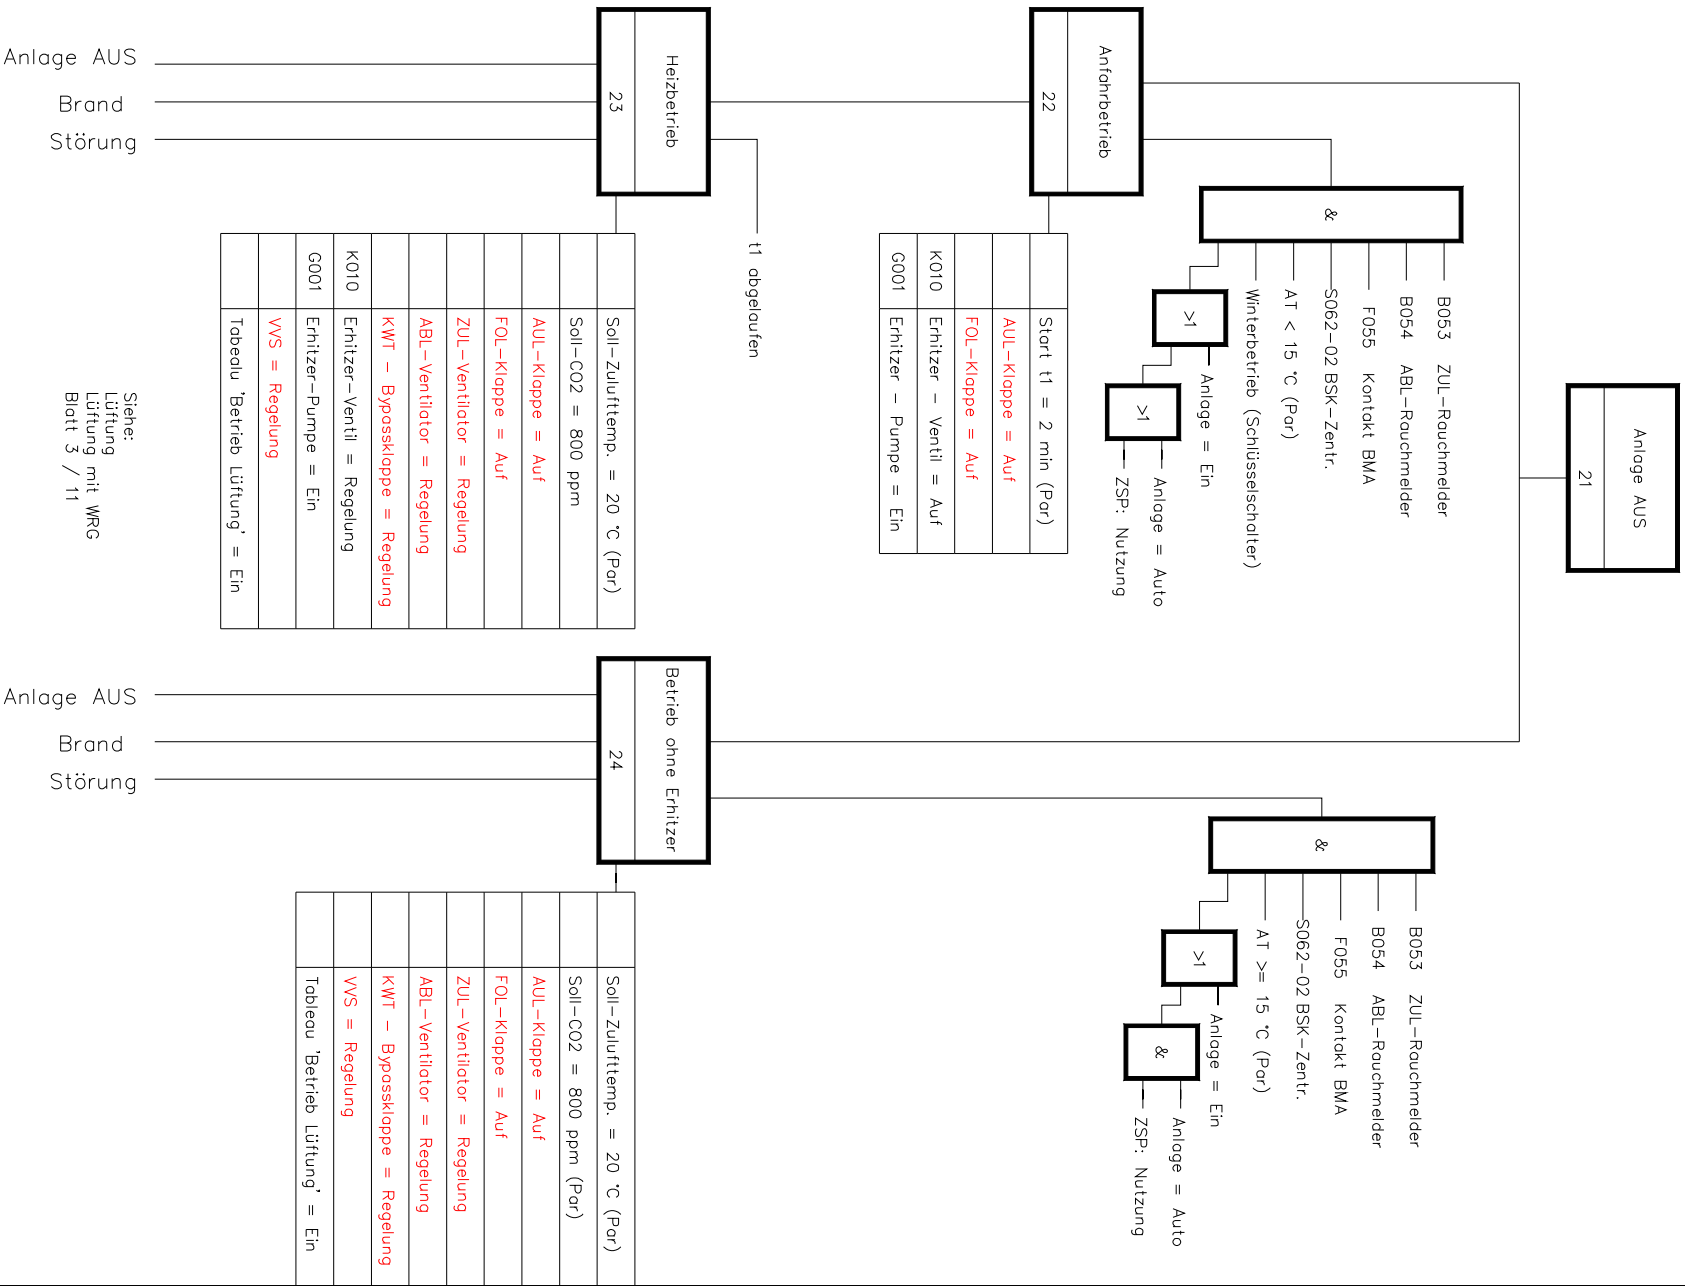 Anlage AUS
21
B053 ZUL-Rauchmelder
B054 ABL-Rauchmelder
F055 Kontakt BMA
S062-02 BSK-Zentr.
AT < 15 °C (Par)
Winterbetrieb (Schlüsselschalter)
&
>1
Anlage = Ein
>1
Anlage = Auto
ZSP: Nutzung
Anfahrbetrieb
22
Start t1 = 2 min (Par)
AUL-Klappe = Auf
FOL-Klappe = Auf
K010 Erhitzer - Ventil = Auf
G001 Erhitzer - Pumpe = Ein
t1 abgelaufen
Heizbetrieb
23
Soll-Zulufttemp. = 20 °C (Par)
Soll-CO2 = 800 ppm
AUL-Klappe = Auf
FOL-Klappe = Auf
ZUL-Ventilator = Regelung
ABL-Ventilator = Regelung
KWT - Bypassklappe = Regelung
K010 Erhitzer-Ventil = Regelung
G001 Erhitzer-Pumpe = Ein
VVS = Regelung
Tabealu 'Betrieb Lüftung' = Ein
Anlage AUS
Brand
Störung
B053 ZUL-Rauchmelder
B054 ABL-Rauchmelder
F055 Kontakt BMA
S062-02 BSK-Zentr.
AT >= 15 °C (Par)
&
>1
Anlage = Ein
&
Anlage = Auto
ZSP: Nutzung
Betrieb ohne Erhitzer
24
Soll-Zulufttemp. = 20 °C (Par)
Soll-CO2 = 800 ppm (Par)
AUL-Klappe = Auf
FOL-Klappe = Auf
ZUL-Ventilator = Regelung
ABL-Ventilator = Regelung
KWT - Bypassklappe = Regelung
VVS = Regelung
Tableau 'Betrieb Lüftung' = Ein
Anlage AUS
Brand
Störung
Siehe:
Lüftung
Lüftung mit WRG
Blatt 3 / 11